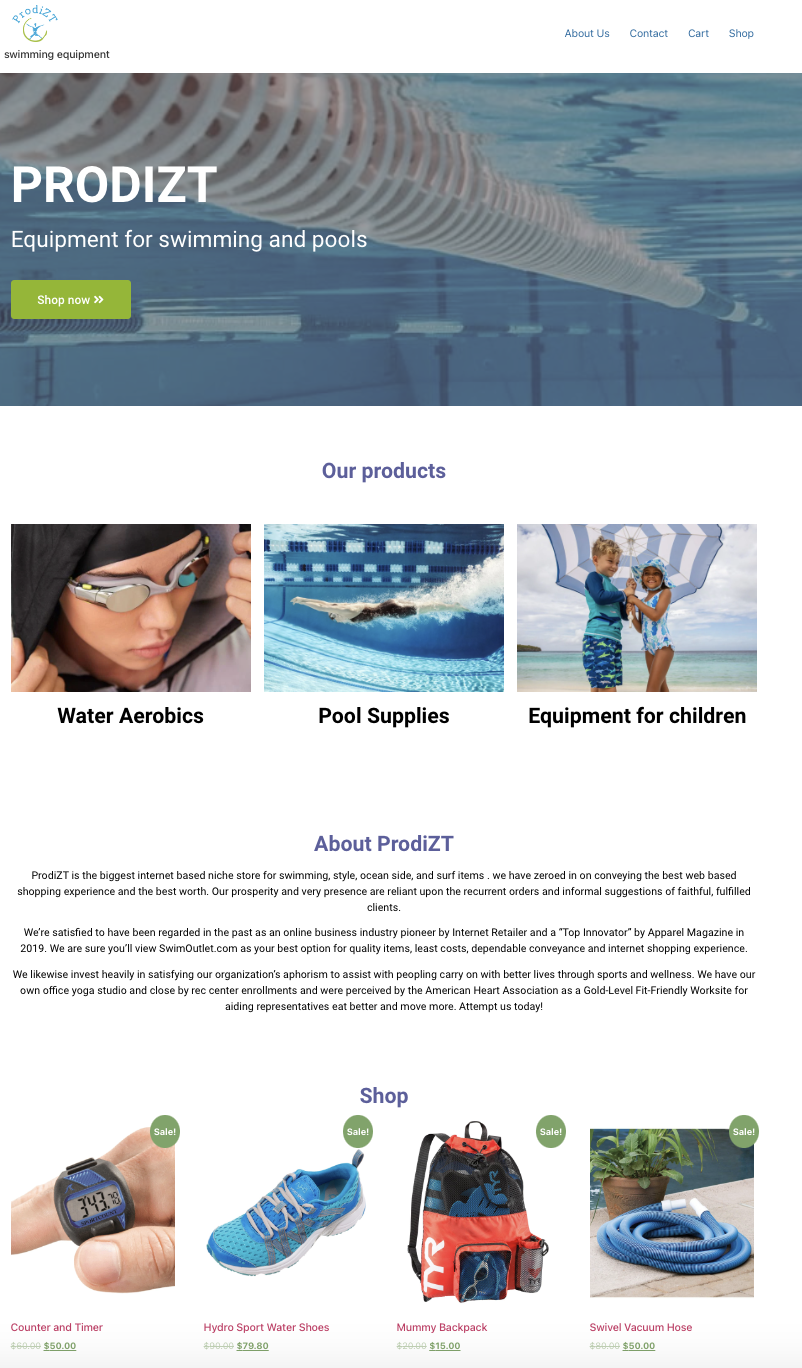 ProdiZT
swimming equipment
About Us Contact Cart Shop
PRODIZT
Equipment for swimming and pools
Shop now
Our products
Water Aerobics Pool Supplies Equipment for children
About ProdiZT
ProdiZT is the biggest internet based niche store for swimming, style, ocean side, and surf items . we have zeroed in on conveying the best web based
shopping experience and the best worth. Our prosperity and very presence are reliant upon the recurrent orders and informal suggestions of faithful, fulfilled
clients.
We're satisfied to have been regarded in the past as an online business industry pioneer by Internet Retailer and a “Top Innovator” by Apparel Magazine in
2019. We are sure you'll view SwimOutlet.com as your best option for quality items, least costs, dependable conveyance and internet shopping experience.
We likewise invest heavily in satisfying our organization's aphorism to assist with peopling carry on with better lives through sports and wellness. We have our
own office yoga studio and close by rec center enrollments and were perceived by the American Heart Association as a Gold-Level Fit-Friendly Worksite for
aiding representatives eat better and move more. Attempt us today!
Shop
Sale! Sale! Sale! Sale!
TYR
TYR
TYR
Counter and Timer Hydro Sport Water Shoes Mummy Backpack Swivel Vacuum Hose
$60.00 $50.00 $90.00 $79.80 $20.00 $15.00 $80.00 $50.00